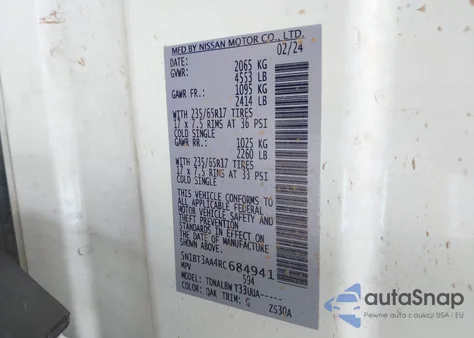 MFD BY NISSAN MOTOR CO., LTD.
DATE: 02/24
GVWR: 2065 KG
4553 LB
GAWR FR.: 1095 KG
2414 LB
WITH 235/65R17 TIRES
17 x 7.5 RIMS AT 36 PSI
COLD SINGLE
GAWR RR.: 1025 KG
2260 LB
WITH 235/65R17 TIRES
17 x 7.5 RIMS AT 33 PSI
COLD SINGLE
THIS VEHICLE CONFORMS TO
ALL APPLICABLE FEDERAL
MOTOR VEHICLE SAFETY AND
THEFT PREVENTION STANDARDS
IN EFFECT ON THE DATE
OF MANUFACTURE
5N1BT3AA4RC684941
MPV 594
MODEL: TDNALBWT33UUA-----
COLOR: QAK TRIM: G ZS30A
autoSnap
Pewne auta z aukcji USA i EU